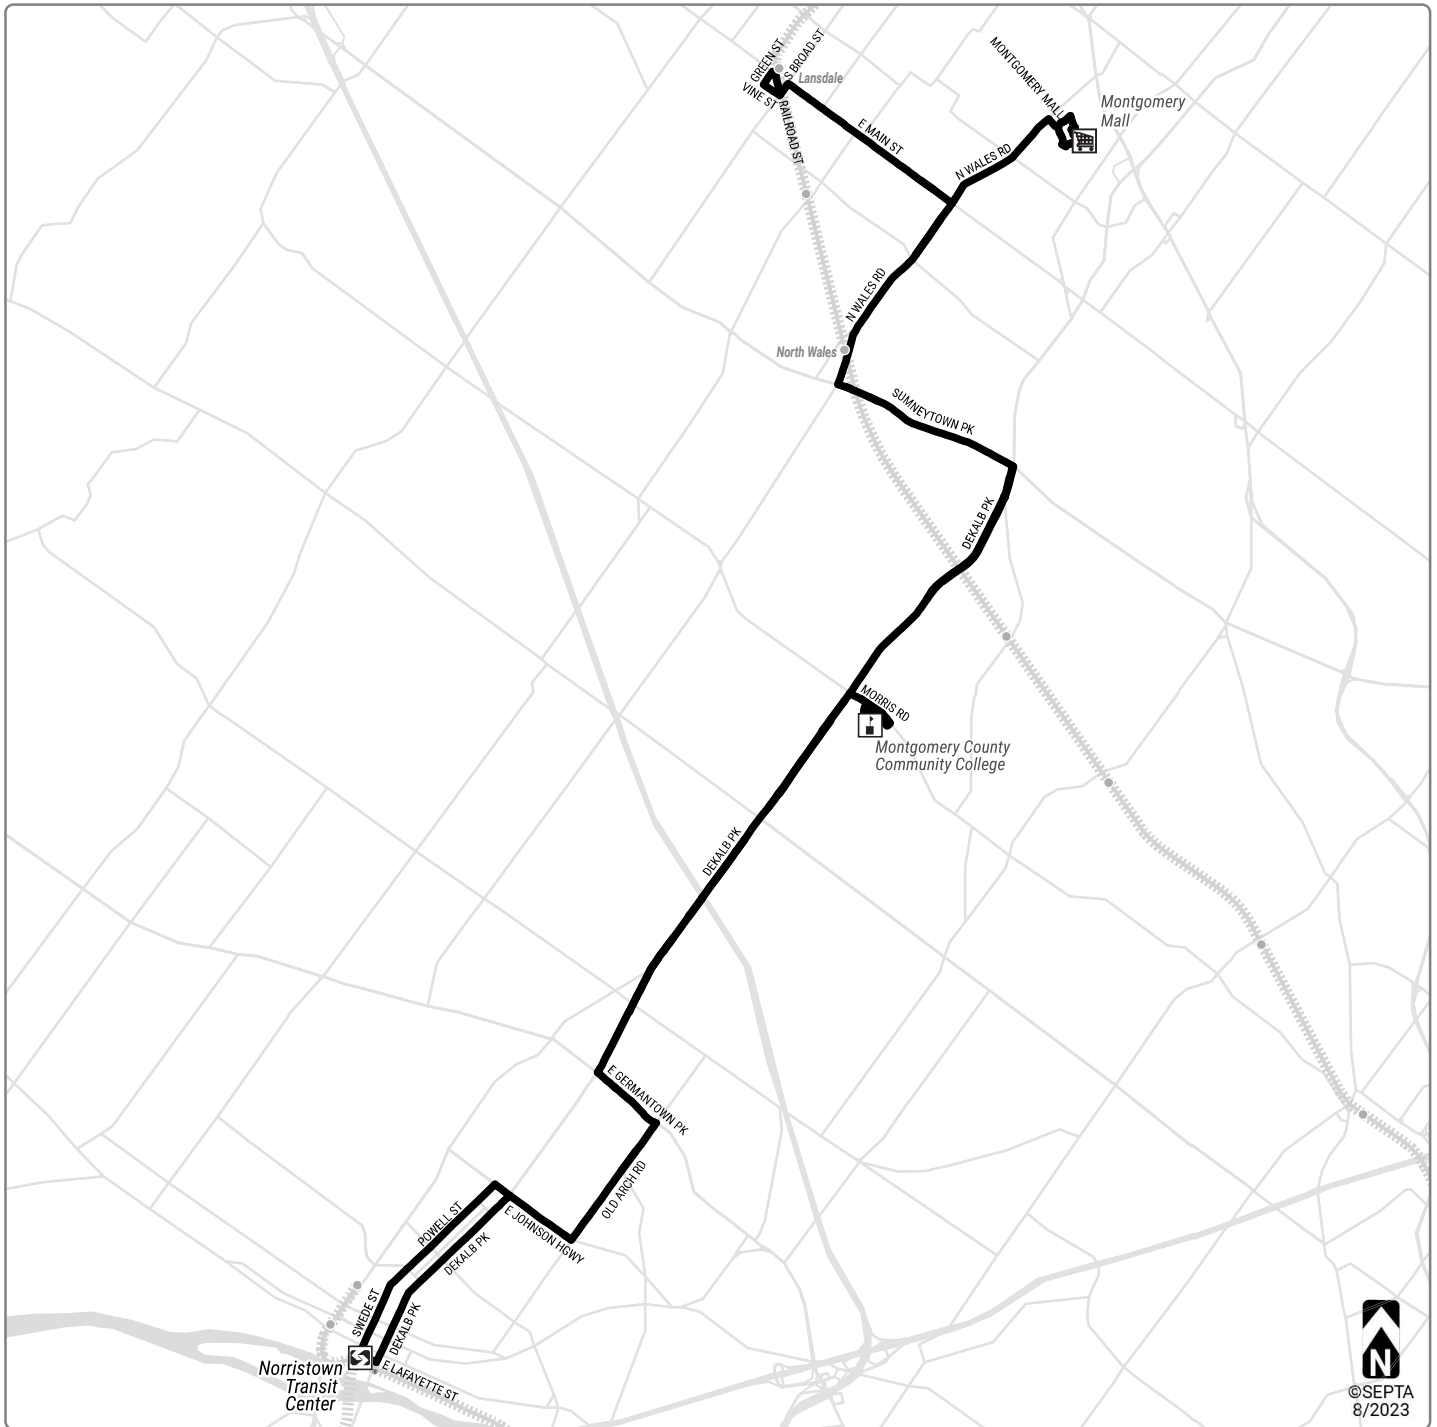 GREEN ST
S BROAD ST
Lansdale
VINE ST
RAILROAD ST
E MAIN ST
MONTGOMERY MALL
Montgomery
Mall
N WALES RD
N WALES RD
North Wales
SUMNEYTOWN PK
DEKALB PK
MORRIS RD
Montgomery County
Community College
DEKALB PK
E GERMANTOWN PK
OLD ARCH RD
E JOHNSON HGWY
POWELL ST
DEKALB PK
SWEDE ST
DEKALB PK
E LAFAYETTE ST
Norristown
Transit
Center
N
©SEPTA
8/2023